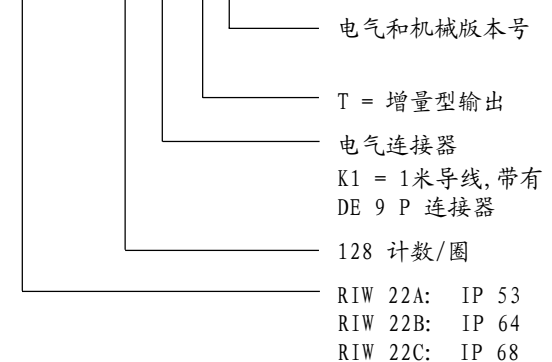 电气和机械版本号
T = 增量型输出
电气连接器
K1 = 1米导线,带有
DE 9 P 连接器
128 计数/圈
RIW 22A: IP 53
RIW 22B: IP 64
RIW 22C: IP 68